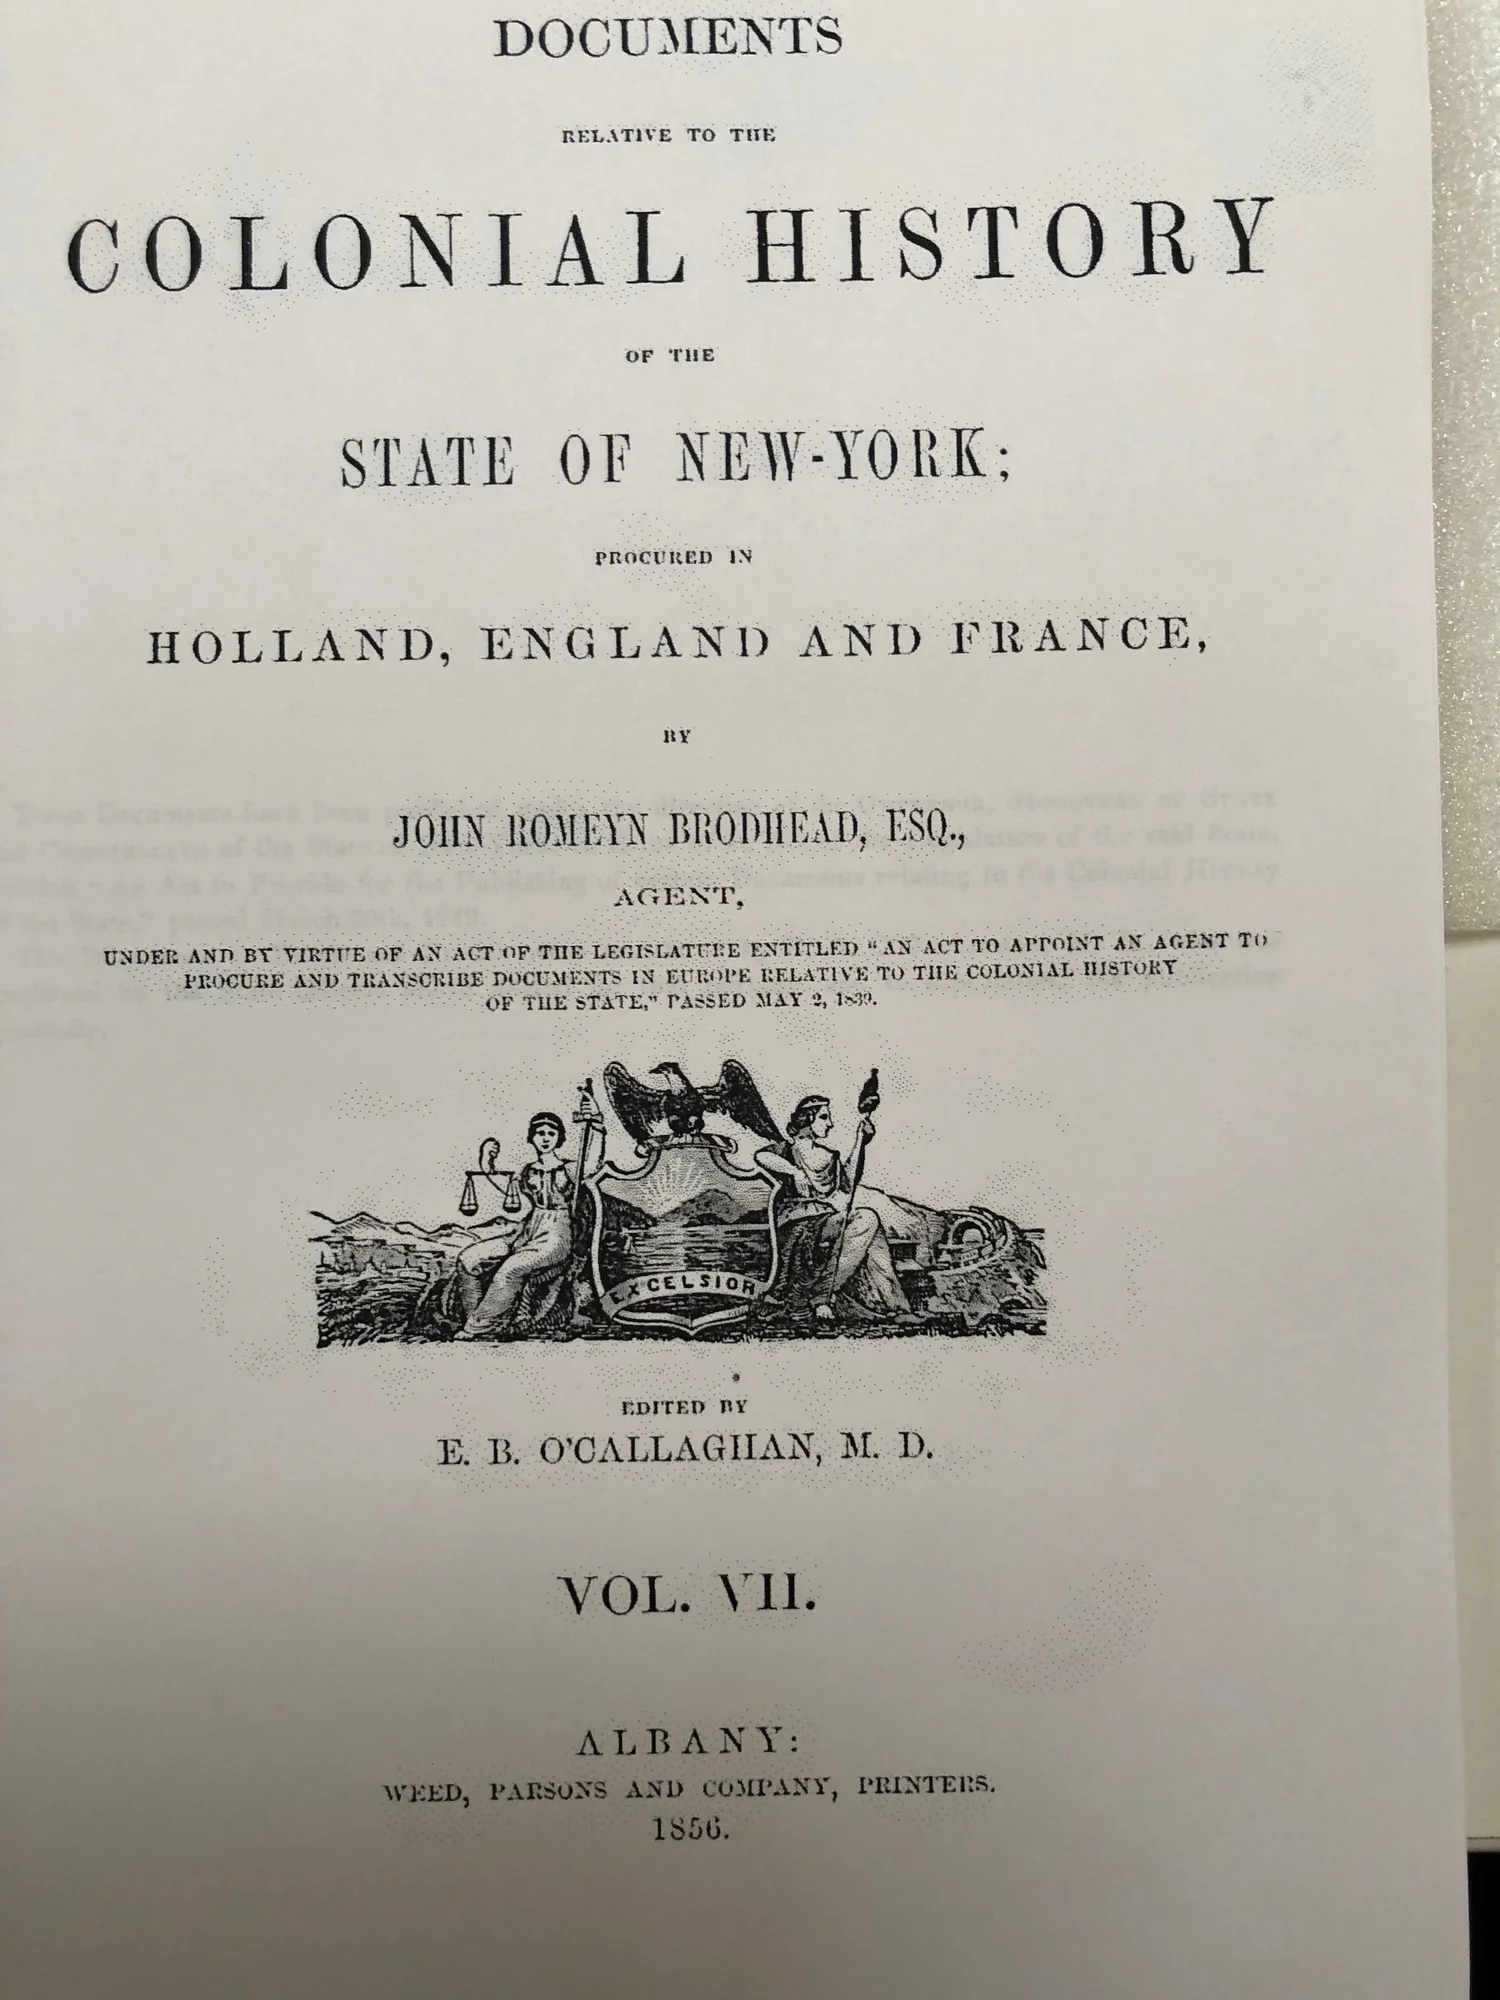 DOCUMENTS
RELATIVE TO THE
COLONIAL HISTORY
OF THE
STATE OF NEW-YORK;
PROCURED IN
HOLLAND, ENGLAND AND FRANCE,
BY
JOHN ROMEYN BRODHEAD, ESQ.,
AGENT,
UNDER AND BY VIRTUE OF AN ACT OF THE LEGISLATURE ENTITLED "AN ACT TO APPOINT AN AGENT TO
PROCURE AND TRANSCRIBE DOCUMENTS IN EUROPE RELATIVE TO THE COLONIAL HISTORY
OF THE STATE," PASSED MAY 2, 1839.
EXCELSIOR
EDITED BY
E. B. O'CALLAGHAN, M. D.
VOL. VII.
ALBANY:
WEED, PARSONS AND COMPANY, PRINTERS.
1856.